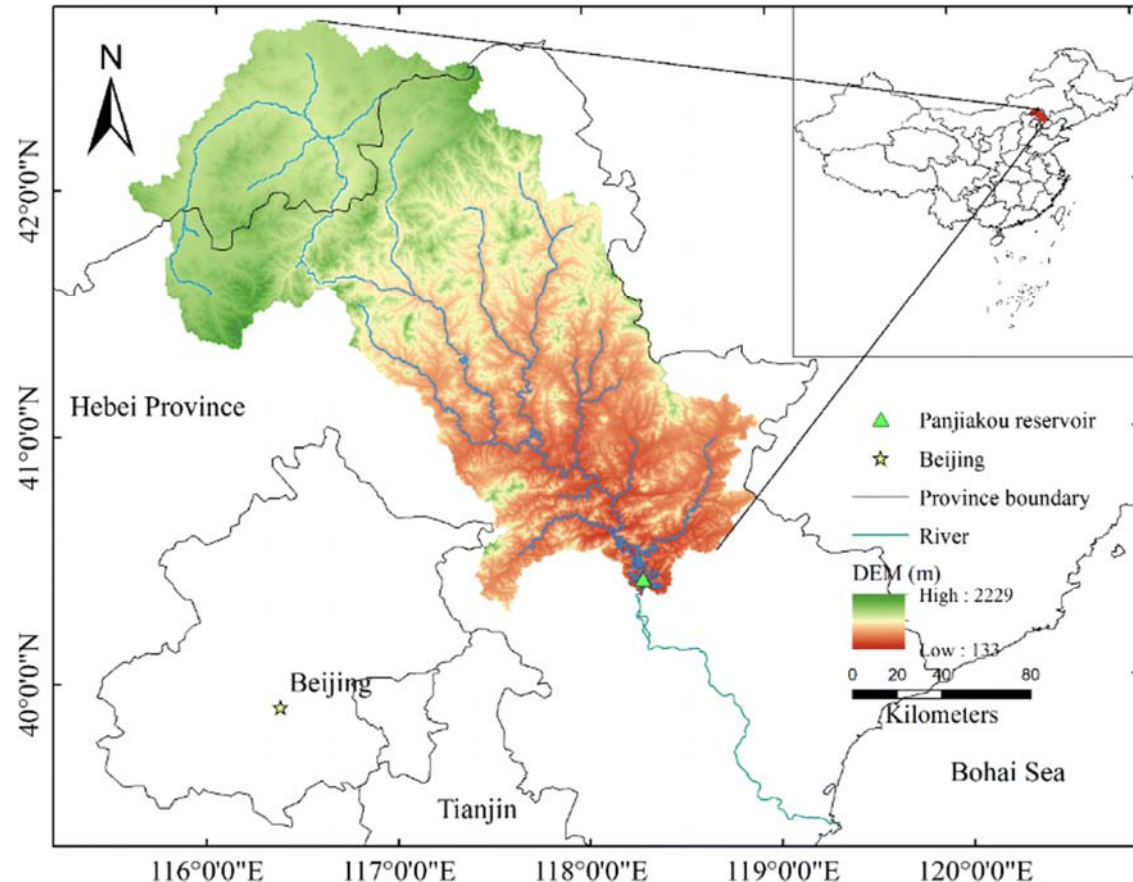 N
42°0'0"N
41°0'0"N
40°0'0"N
Hebei Province
Panjiakou reservoir
Beijing
Province boundary
River
DEM (m)
High : 2229
Low : 133
0 20 40 80
Kilometers
Beijing
Bohai Sea
Tianjin
116°0'0"E 117°0'0"E 118°0'0"E 119°0'0"E 120°0'0"E